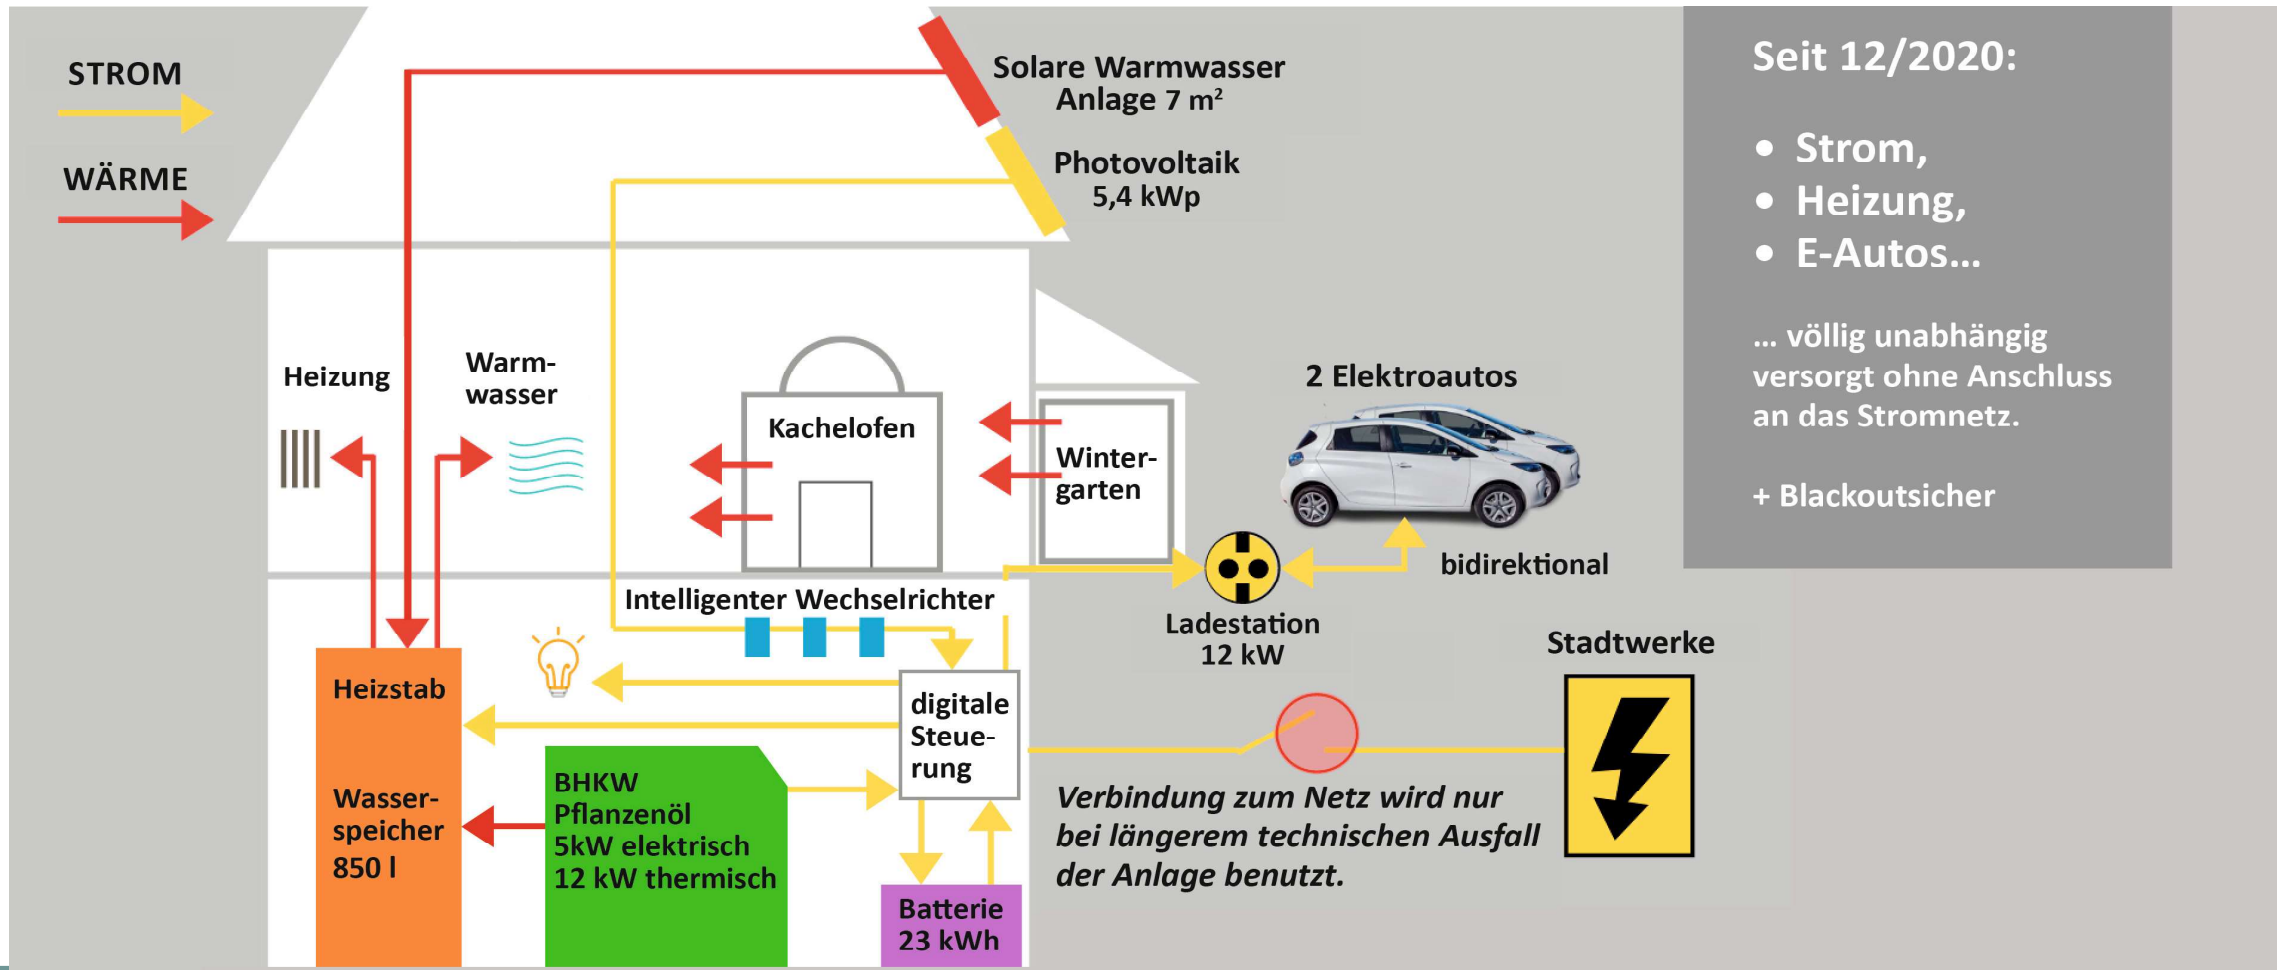 STROM
WÄRME
Solare Warmwasser
Anlage 7 m²
Photovoltaik
5,4 kWp
Seit 12/2020:
• Strom,
• Heizung,
• E-Autos...
... völlig unabhängig
versorgt ohne Anschluss
an das Stromnetz.
+ Blackoutsicher
Heizung
Warm-
wasser
Kachelofen
Winter-
garten
2 Elektroautos
bidirektional
Ladestation
12 kW
Intelligenter Wechselrichter
Stadtwerke
Heizstab
Wasser-
speicher
850 l
BHKW
Pflanzenöl
5kW elektrisch
12 kW thermisch
digitale
Steue-
rung
Batterie
23 kWh
Verbindung zum Netz wird nur
bei längerem technischen Ausfall
der Anlage benutzt.